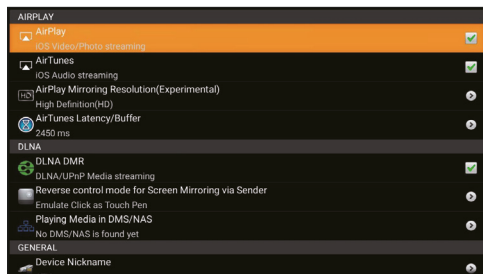 AIRPLAY
AirPlay
iOS Video/Photo streaming
AirTunes
iOS Audio streaming
AirPlay Mirroring Resolution(Experimental)
High Definition(HD)
AirTunes Latency/Buffer
2450 ms
DLNA
DLNA DMR
DLNA/UPnP Media streaming
Reverse control mode for Screen Mirroring via Sender
Emulate Click as Touch Pen
Playing Media in DMS/NAS
No DMS/NAS is found yet
GENERAL
Device Nickname